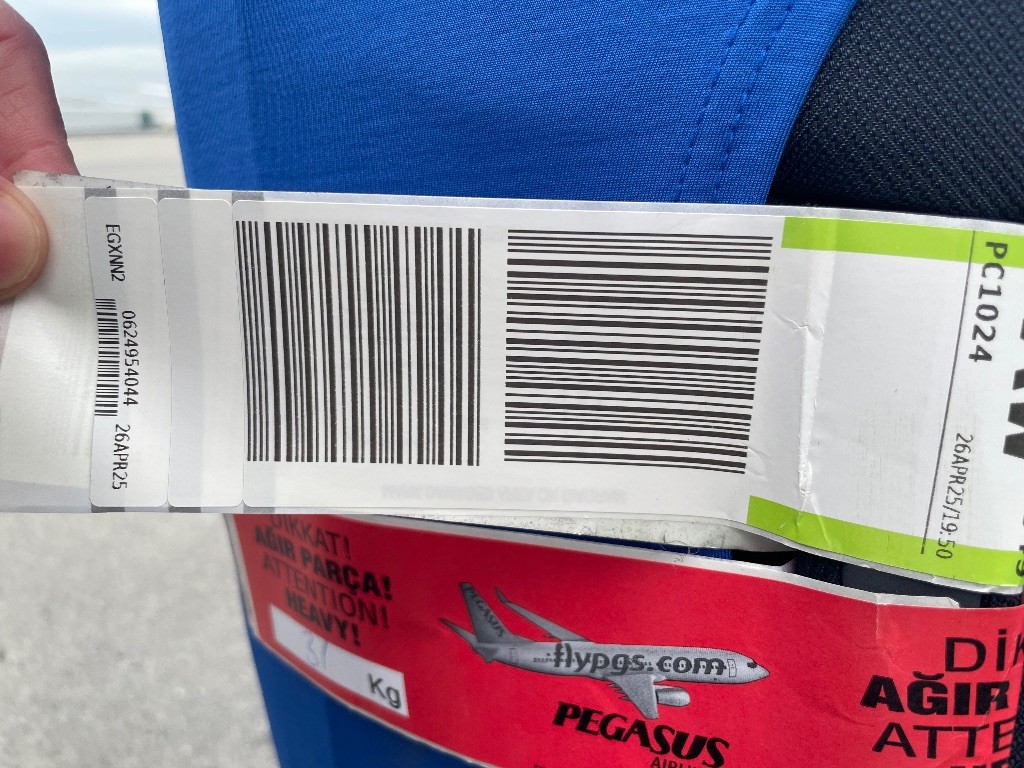 EGXNN2
0624954044 26APR25
PC1024
26APR25/19:50
DİKKAT!
AĞIR PARÇA!
ATTENTION!
HEAVY!
31
Kg
PEGASUS
flypgs.com
PEGASUS
DİK
AĞIR
ATTE